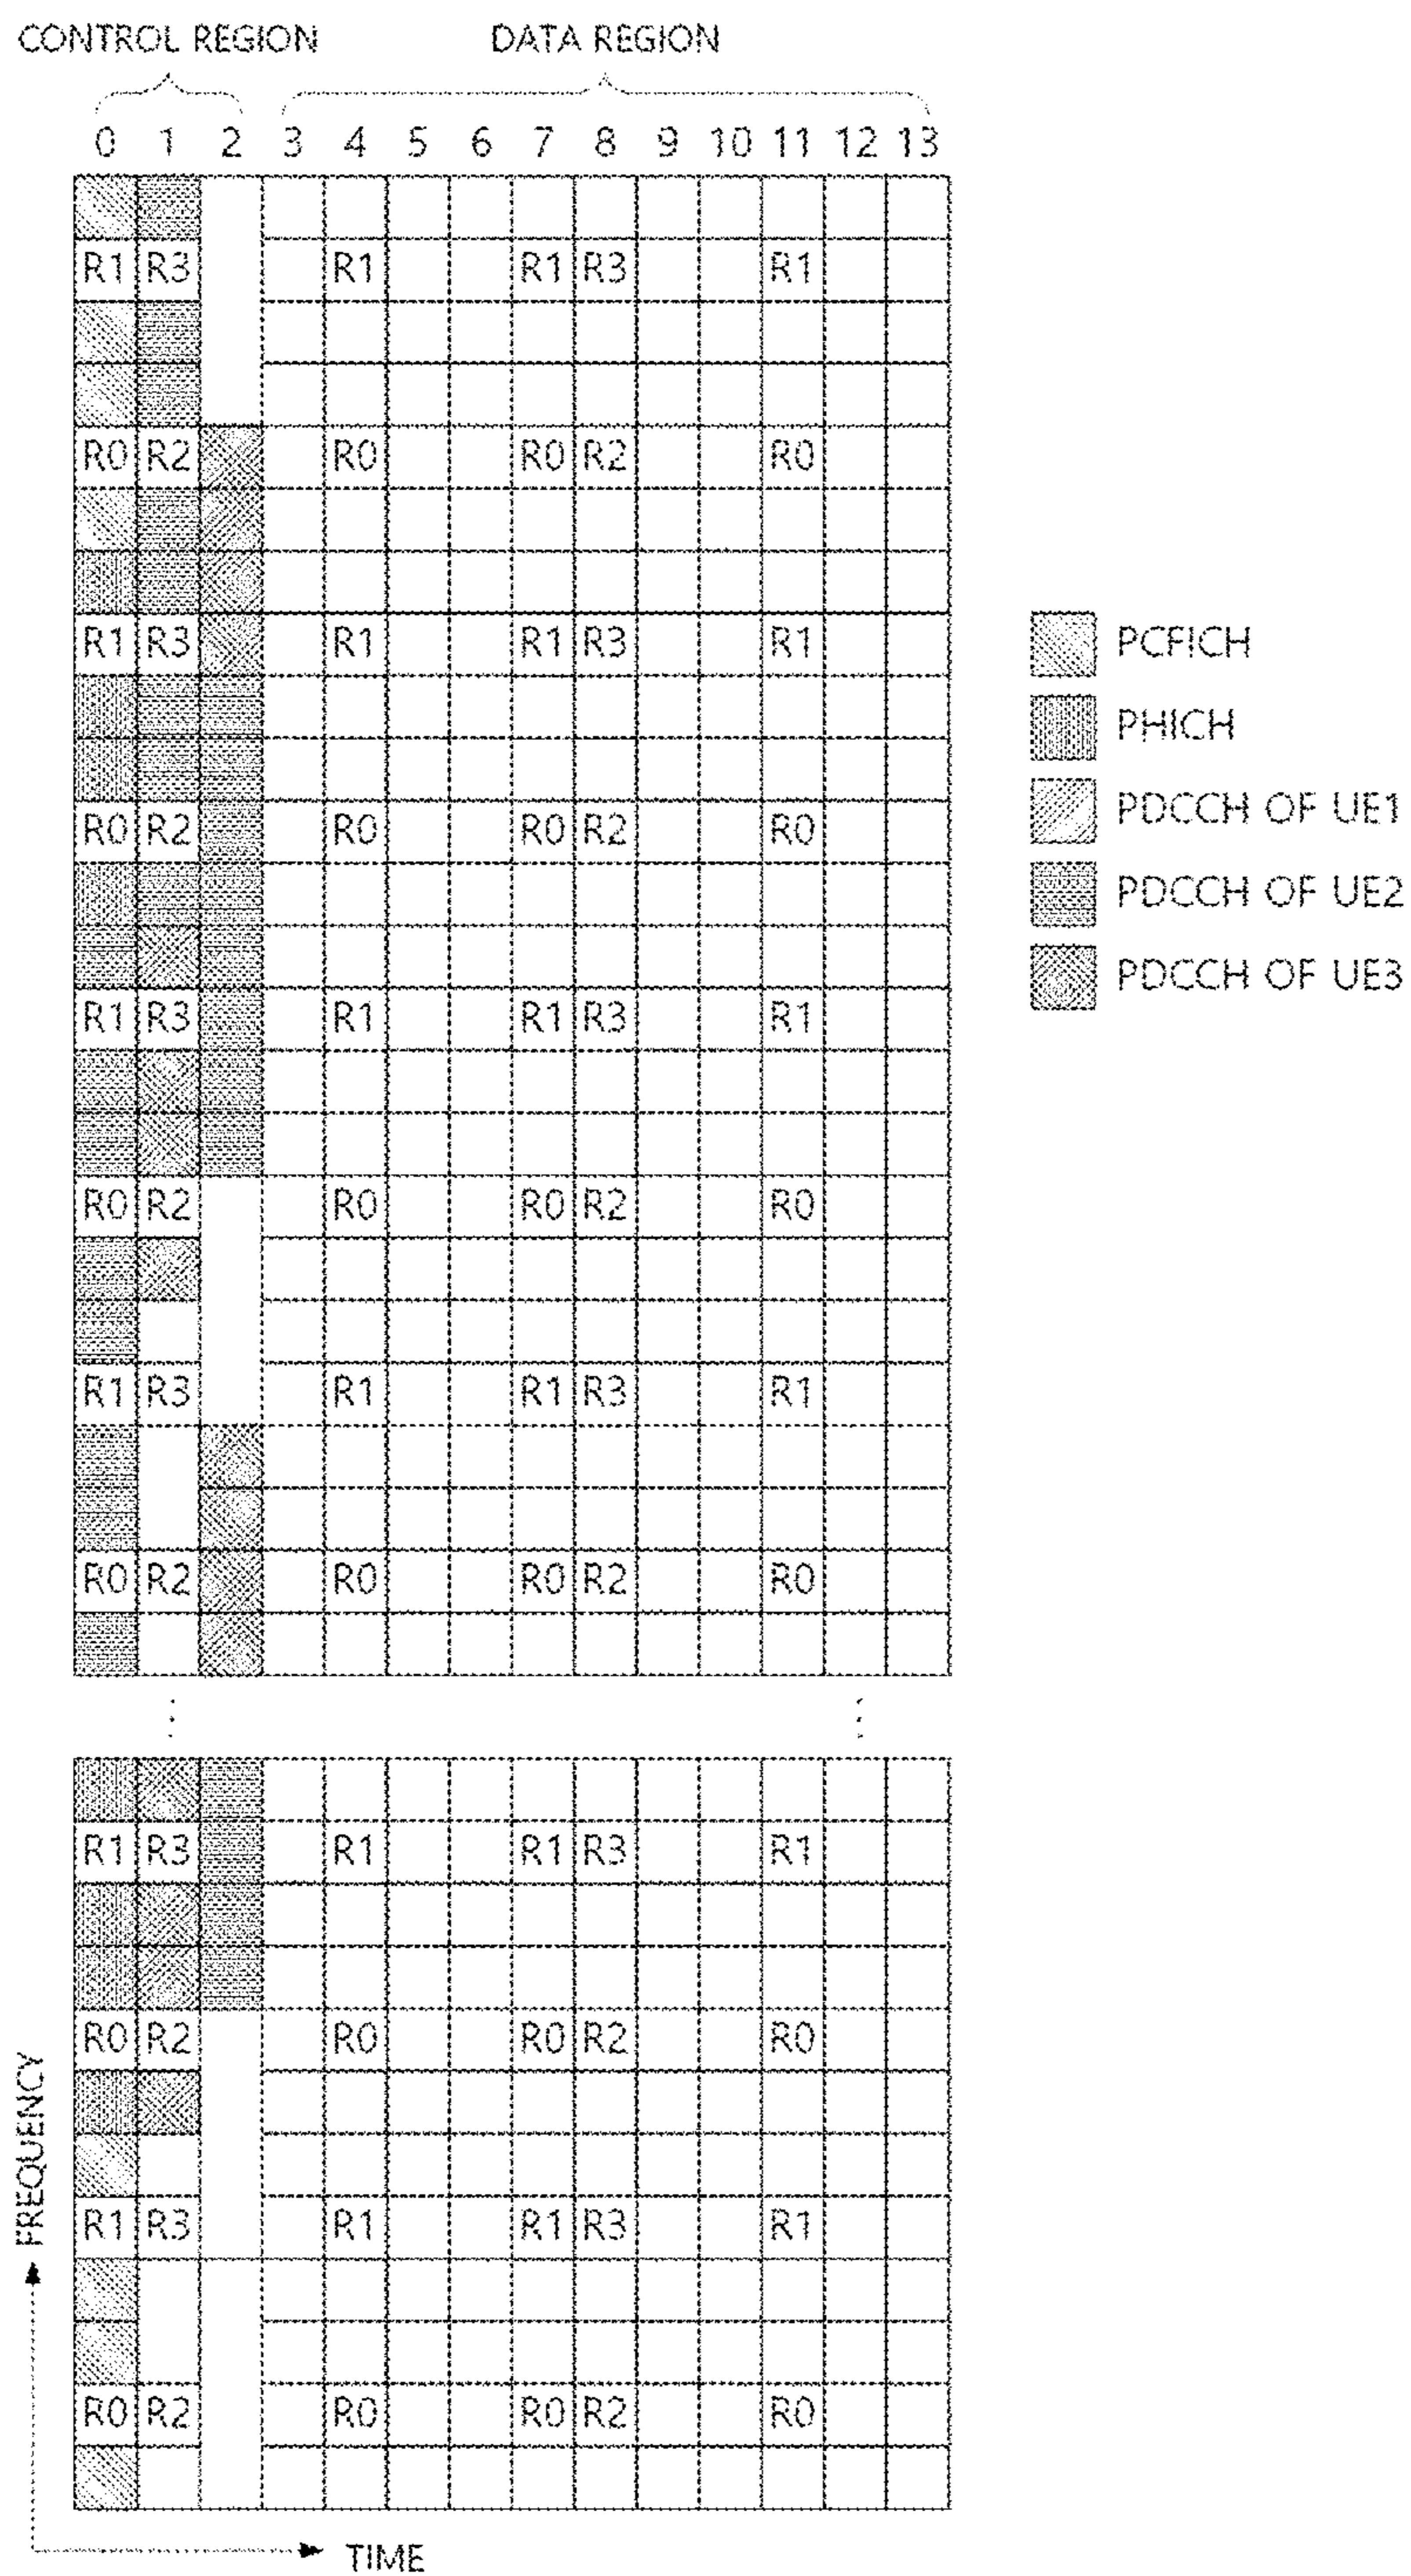 CONTROL REGION DATA REGION
0 1 2 3 4 5 6 7 8 9 10 11 12 13
R1 R3 R1 R1 R3 R1
R0 R2 R0 R0 R2 R0
R1 R3 R1 R1 R3 R1
PCFICH
PHICH
PDCCH OF UE1
R0 R2 R0 R0 R2 R0
PDCCH OF UE2
PDCCH OF UE3
R1 R3 R1 R1 R3 R1
R0 R2 R0 R0 R2 R0
R1 R3 R1 R1 R3 R1
R0 R2 R0 R0 R2 R0
R1 R3 R1 R1 R3 R1
R0 R2 R0 R0 R2 R0
R1 R3 R1 R1 R3 R1
R0 R2 R0 R0 R2 R0
FREQUENCY
TIME